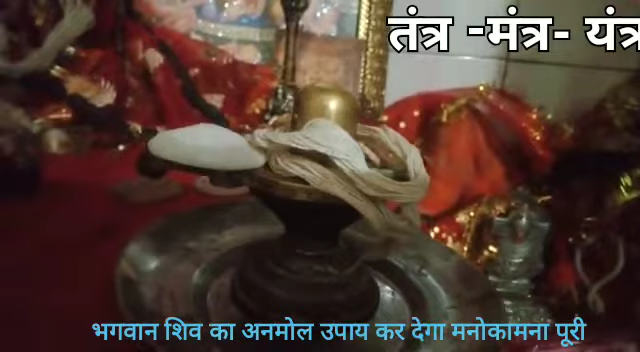 तंत्र -मंत्र- यंत्र
भगवान शिव का अनमोल उपाय कर देगा मनोकामना पूरी